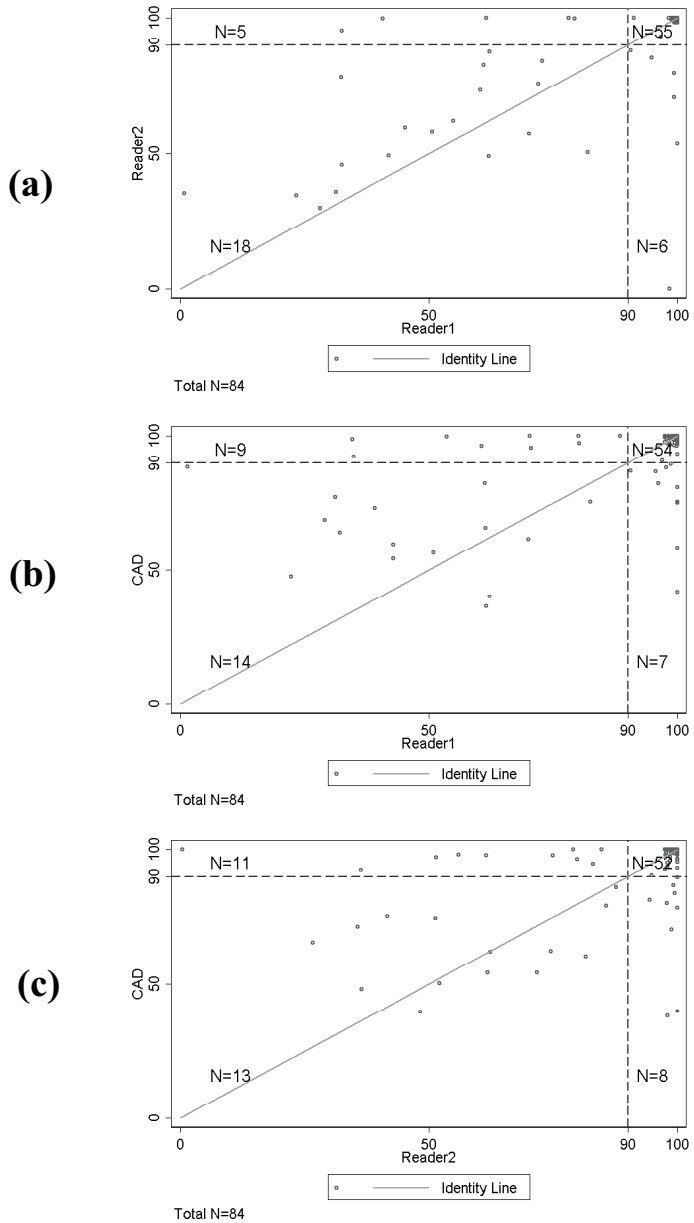 (a)
Reader2
100
90
50
0
N=5
N=55
N=18
N=6
0
50
90
100
Reader1
Identity Line
Total N=84
(b)
CAD
100
90
50
0
N=9
N=54
N=14
N=7
0
50
90
100
Reader1
Identity Line
Total N=84
(c)
CAD
100
90
50
0
N=11
N=52
N=13
N=8
0
50
90
100
Reader2
Identity Line
Total N=84